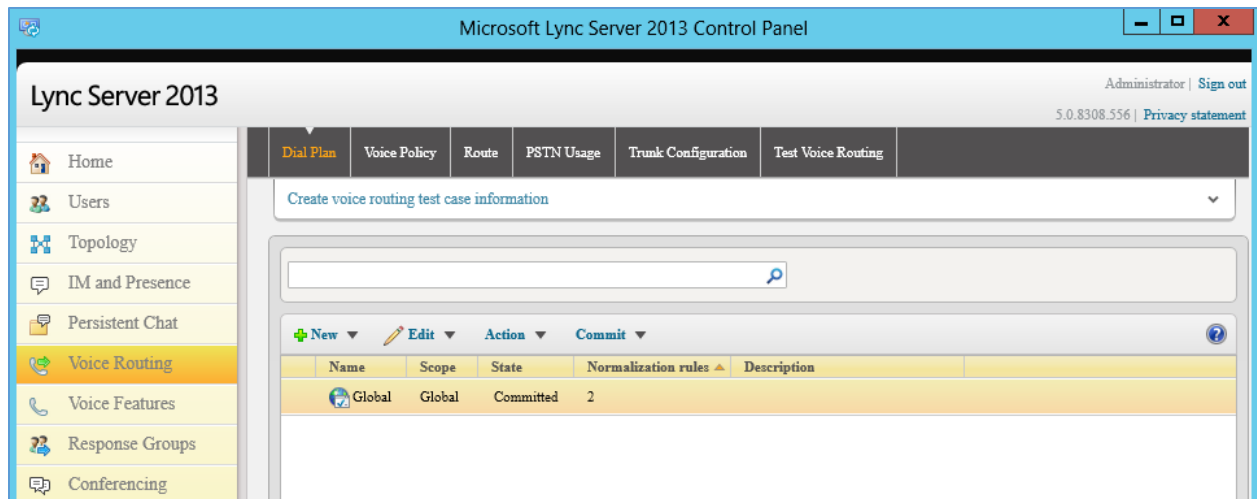 Microsoft Lync Server 2013 Control Panel
Lync Server 2013
Administrator | Sign out
5.0.8308.556 | Privacy statement
Home
Users
Topology
IM and Presence
Persistent Chat
Voice Routing
Voice Features
Response Groups
Conferencing
Dial Plan Voice Policy Route PSTN Usage Trunk Configuration Test Voice Routing
Create voice routing test case information
New Edit Action Commit
Name Scope State Normalization rules Description
Global Global Committed 2